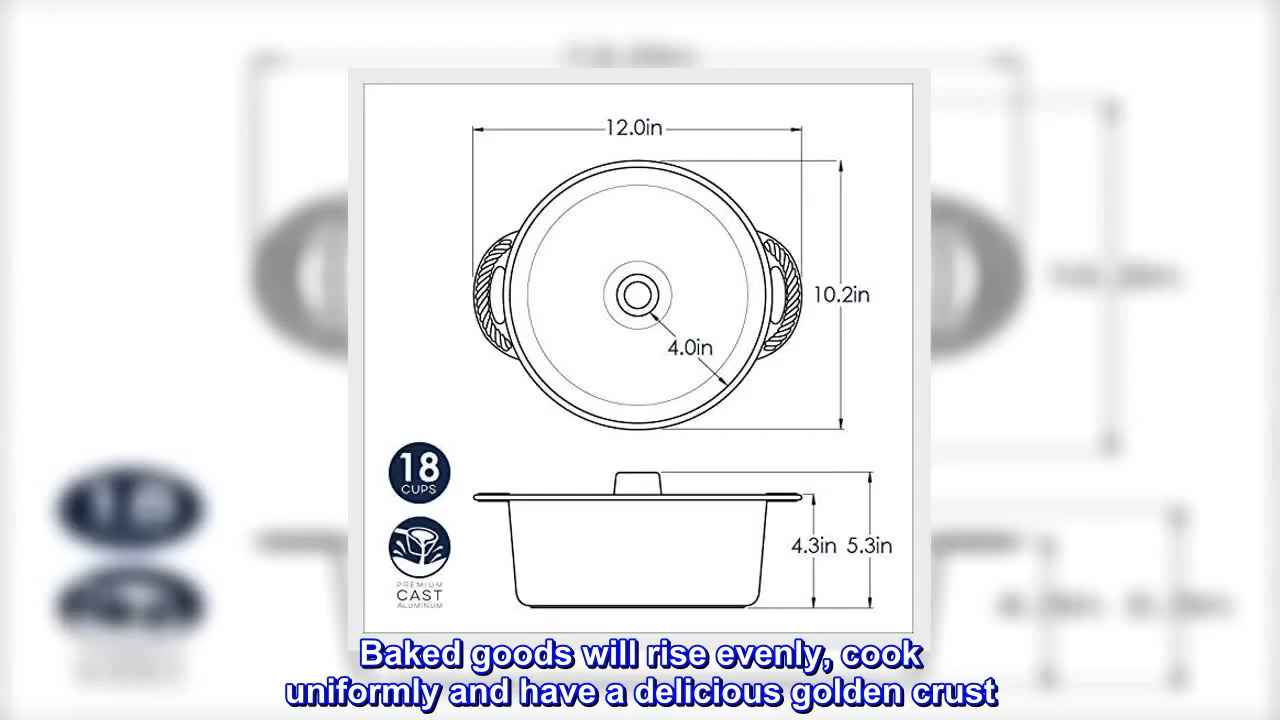 12.0in
10.2in
4.0in
18
CUPS
4.3in 5.3in
PREMIUM
CAST
ALUMINUM
Baked goods will rise evenly, cook
uniformly and have a delicious golden crust